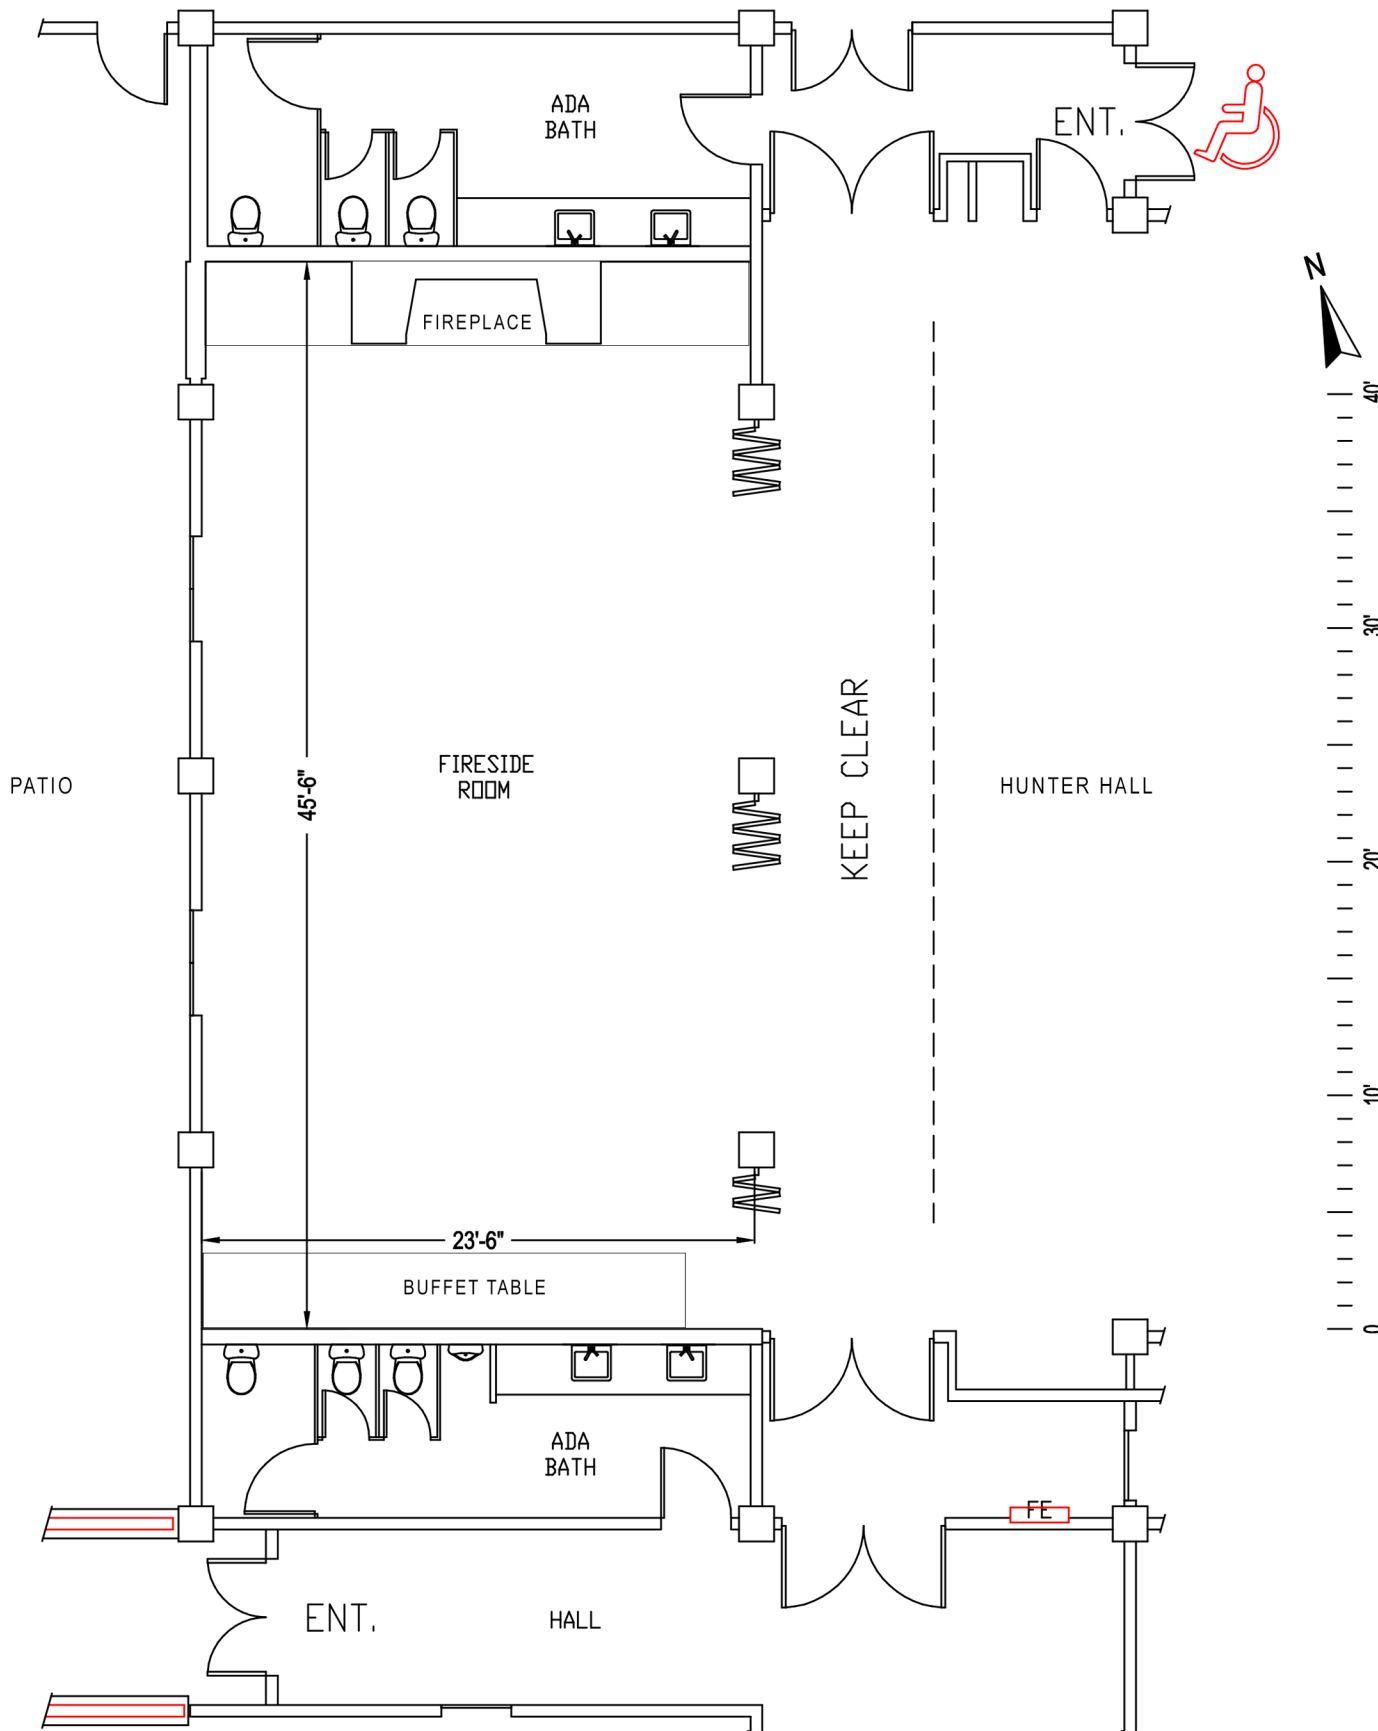 ADA
BATH
ENT.
N
FIREPLACE
40'
30'
KEEP CLEAR
FIRESIDE
ROOM
45'-6"
PATIO
HUNTER HALL
20'
10'
23'-6"
BUFFET TABLE
0
ADA
BATH
FE
ENT.
HALL